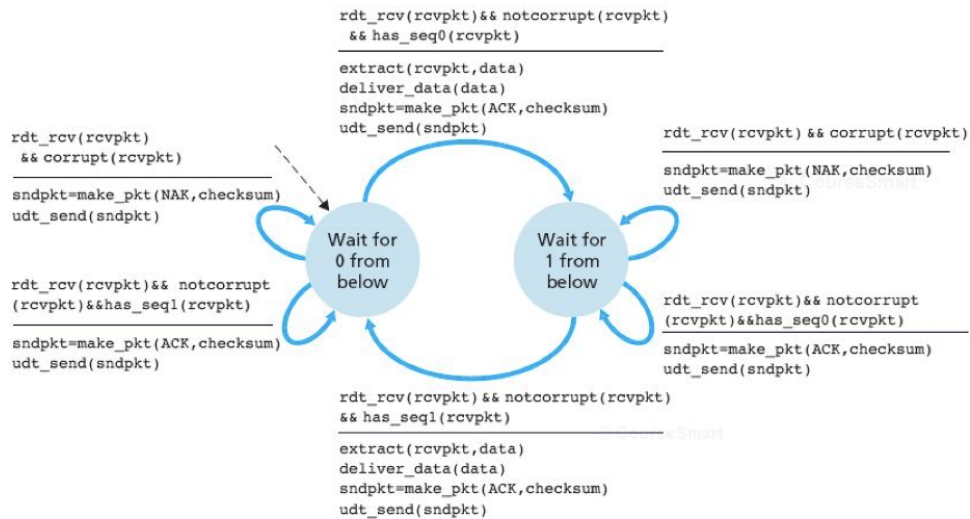 rdt_rcv(rcvpkt)&& notcorrupt(rcvpkt)
&& has_seq0(rcvpkt)
extract(rcvpkt,data)
deliver_data(data)
sndpkt=make_pkt(ACK,checksum)
udt_send(sndpkt)
rdt_rcv(rcvpkt)
&& corrupt(rcvpkt)
sndpkt=make_pkt(NAK,checksum)
udt_send(sndpkt)
rdt_rcv(rcvpkt) && corrupt(rcvpkt)
sndpkt=make_pkt(NAK,checksum)
udt_send(sndpkt)
Wait for
0 from
below
Wait for
1 from
below
rdt_rcv(rcvpkt)&& notcorrupt
(rcvpkt)&&has_seq1(rcvpkt)
sndpkt=make_pkt(ACK,checksum)
udt_send(sndpkt)
rdt_rcv(rcvpkt)&& notcorrupt
(rcvpkt)&&has_seq0(rcvpkt)
sndpkt=make_pkt(ACK,checksum)
udt_send(sndpkt)
rdt_rcv(rcvpkt) && notcorrupt(rcvpkt)
&& has_seq1(rcvpkt)
extract(rcvpkt,data)
deliver_data(data)
sndpkt=make_pkt(ACK,checksum)
udt_send(sndpkt)
© CourseSmart